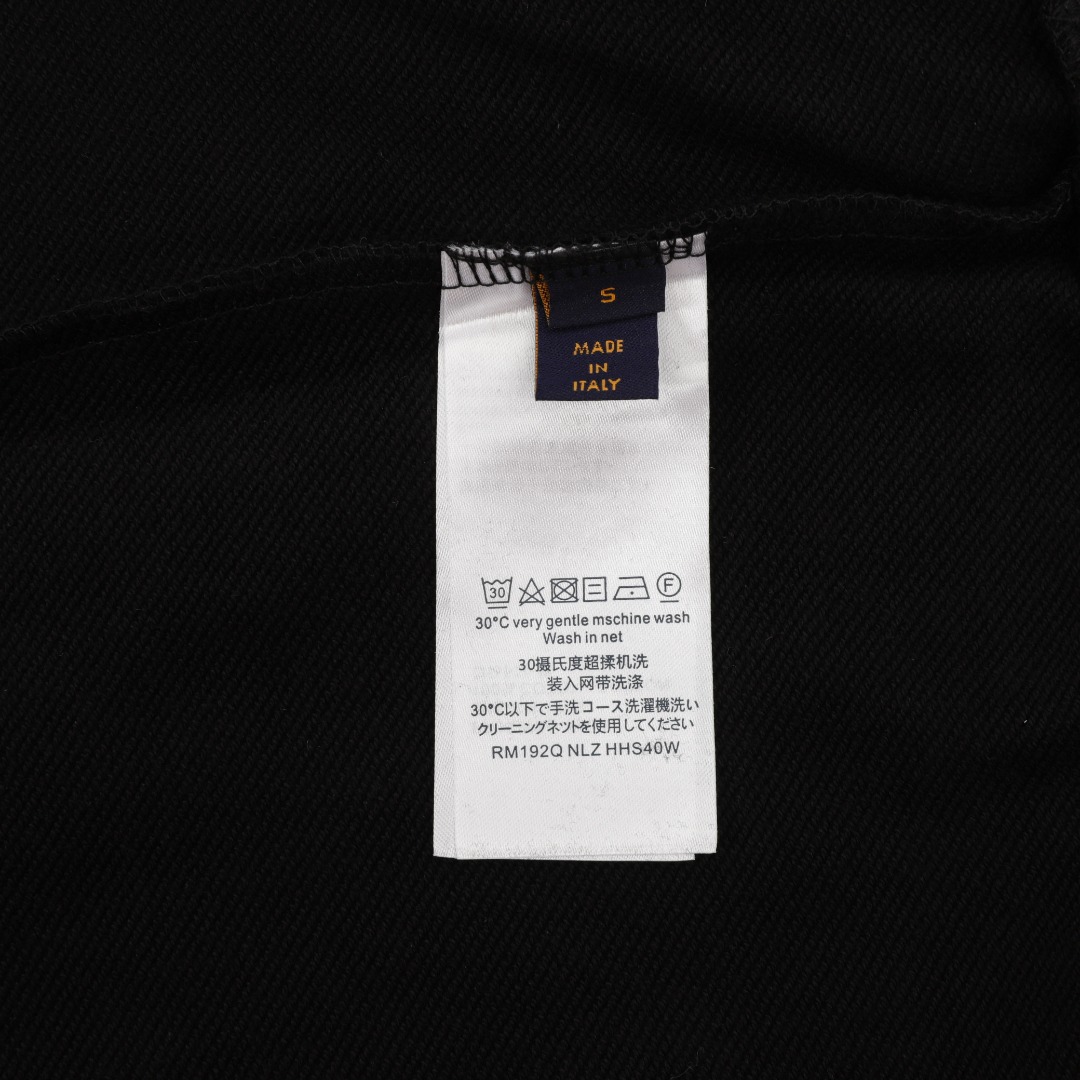 S
MADE
IN
ITALY
30 F
30°C very gentle mschine wash
Wash in net
30摄氏度超揉机洗
装入网带洗涤
30°C以下で手洗コース洗濯機洗い
クリーニングネツトを使用してください
RM192Q NLZ HHS40W